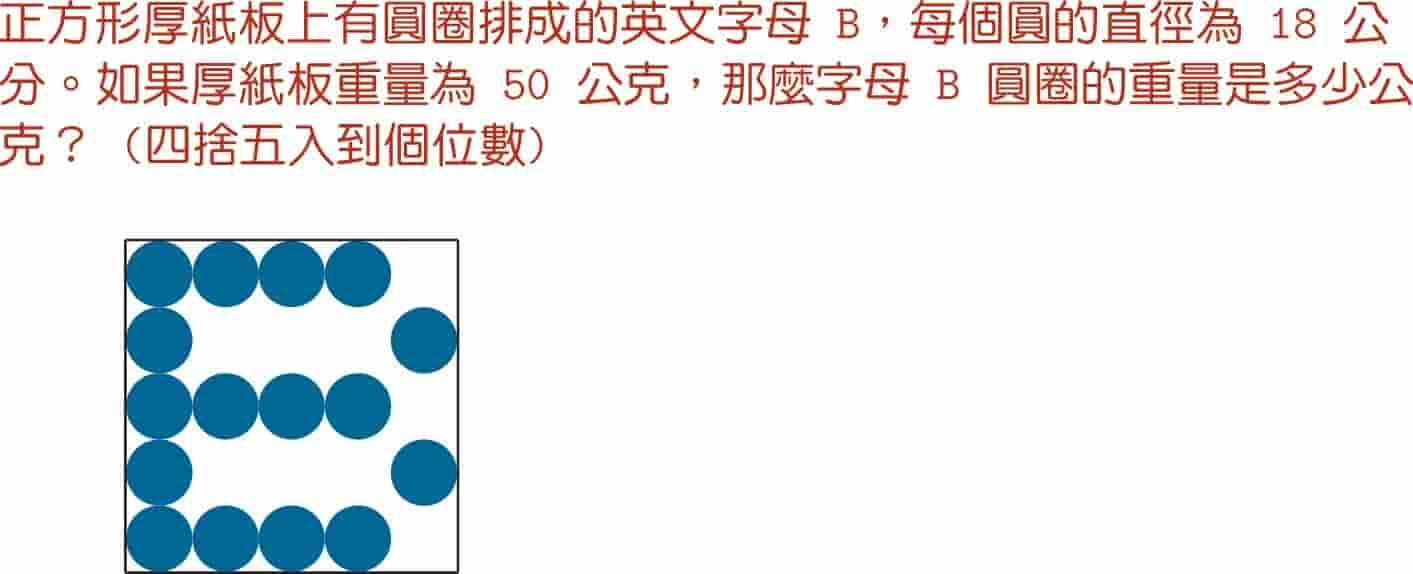 正方形厚紙板上有圓圈排成的英文字母 B，每個圓的直徑為 18 公
分。如果厚紙板重量為 50 公克，那麼字母 B 圓圈的重量是多少公
克？（四捨五入到個位數）